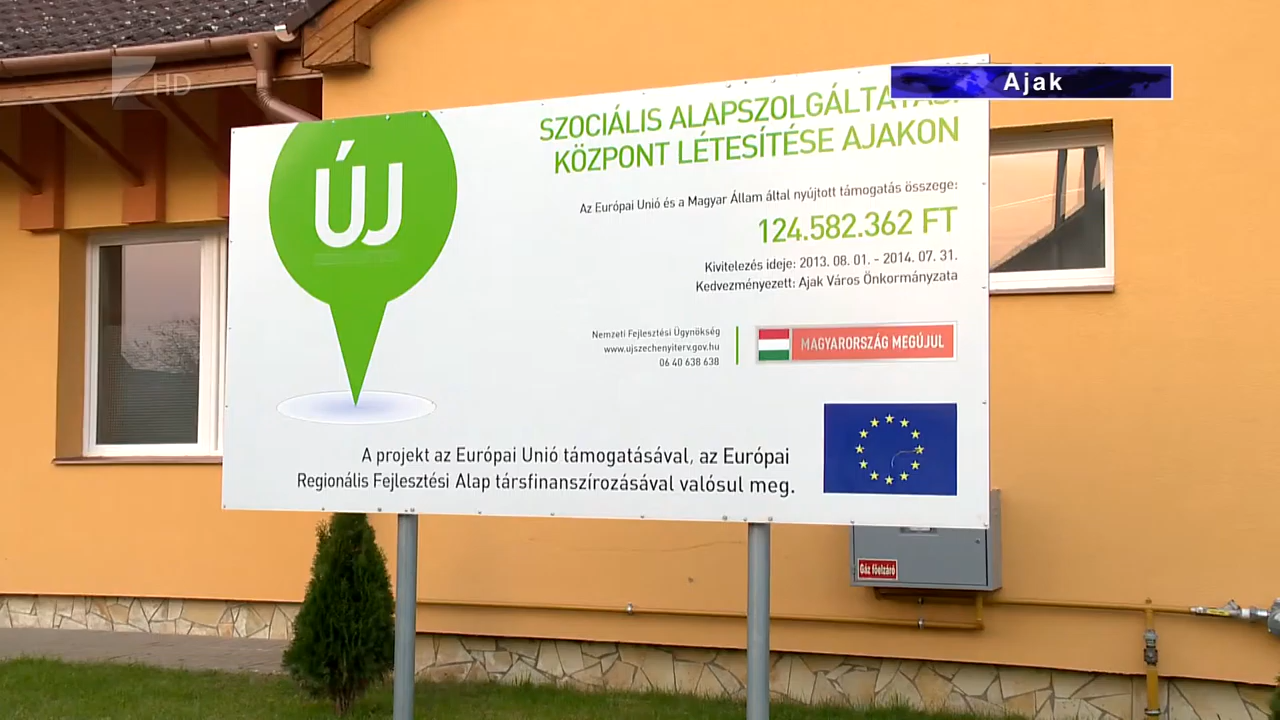 HD
Ajak
ÚJ
SZOCIÁLIS ALAPSZOLGÁLTATÁSI
KÖZPONT LÉTESÍTÉSE AJAKON
Az Európai Unió és a Magyar Állam által nyújtott támogatás összege:
124.582.362 FT
Kivitelezés ideje: 2013. 08. 01. - 2014. 07. 31.
Kedvezményezett: Ajak Város Önkormányzata
Nemzeti Fejlesztési Ügynökség
www.ujszechenyiterv.gov.hu
06 40 638 638
MAGYARORSZÁG MEGÚJUL
A projekt az Európai Unió támogatásával, az Európai
Regionális Fejlesztési Alap társfinanszírozásával valósul meg.
Gáz főelzáró